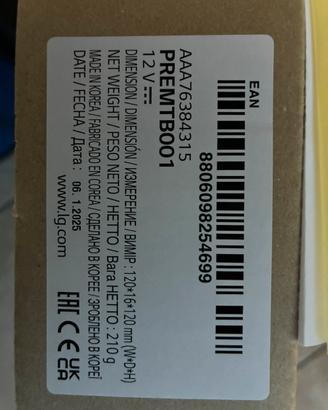 EAN
8806098254699
AAA76384315
PREMTB001
12 V
DIMENSION / DIMENSIÓN / ИЗМЕРЕНИЕ / ВИМІР : 120*16*120 mm (W*D*H)
NET WEIGHT / PESO NETO / НЕТТО / Вага НЕТТО : 210 g
MADE IN KOREA / FABRICADO EN COREA / СДЕЛАНО В КОРЕЕ / ЗРОБЛЕНО В КОРЕЇ
DATE / FECHA / Дата : 06. 1. 2025
www.lg.com
EAC CE UK CA